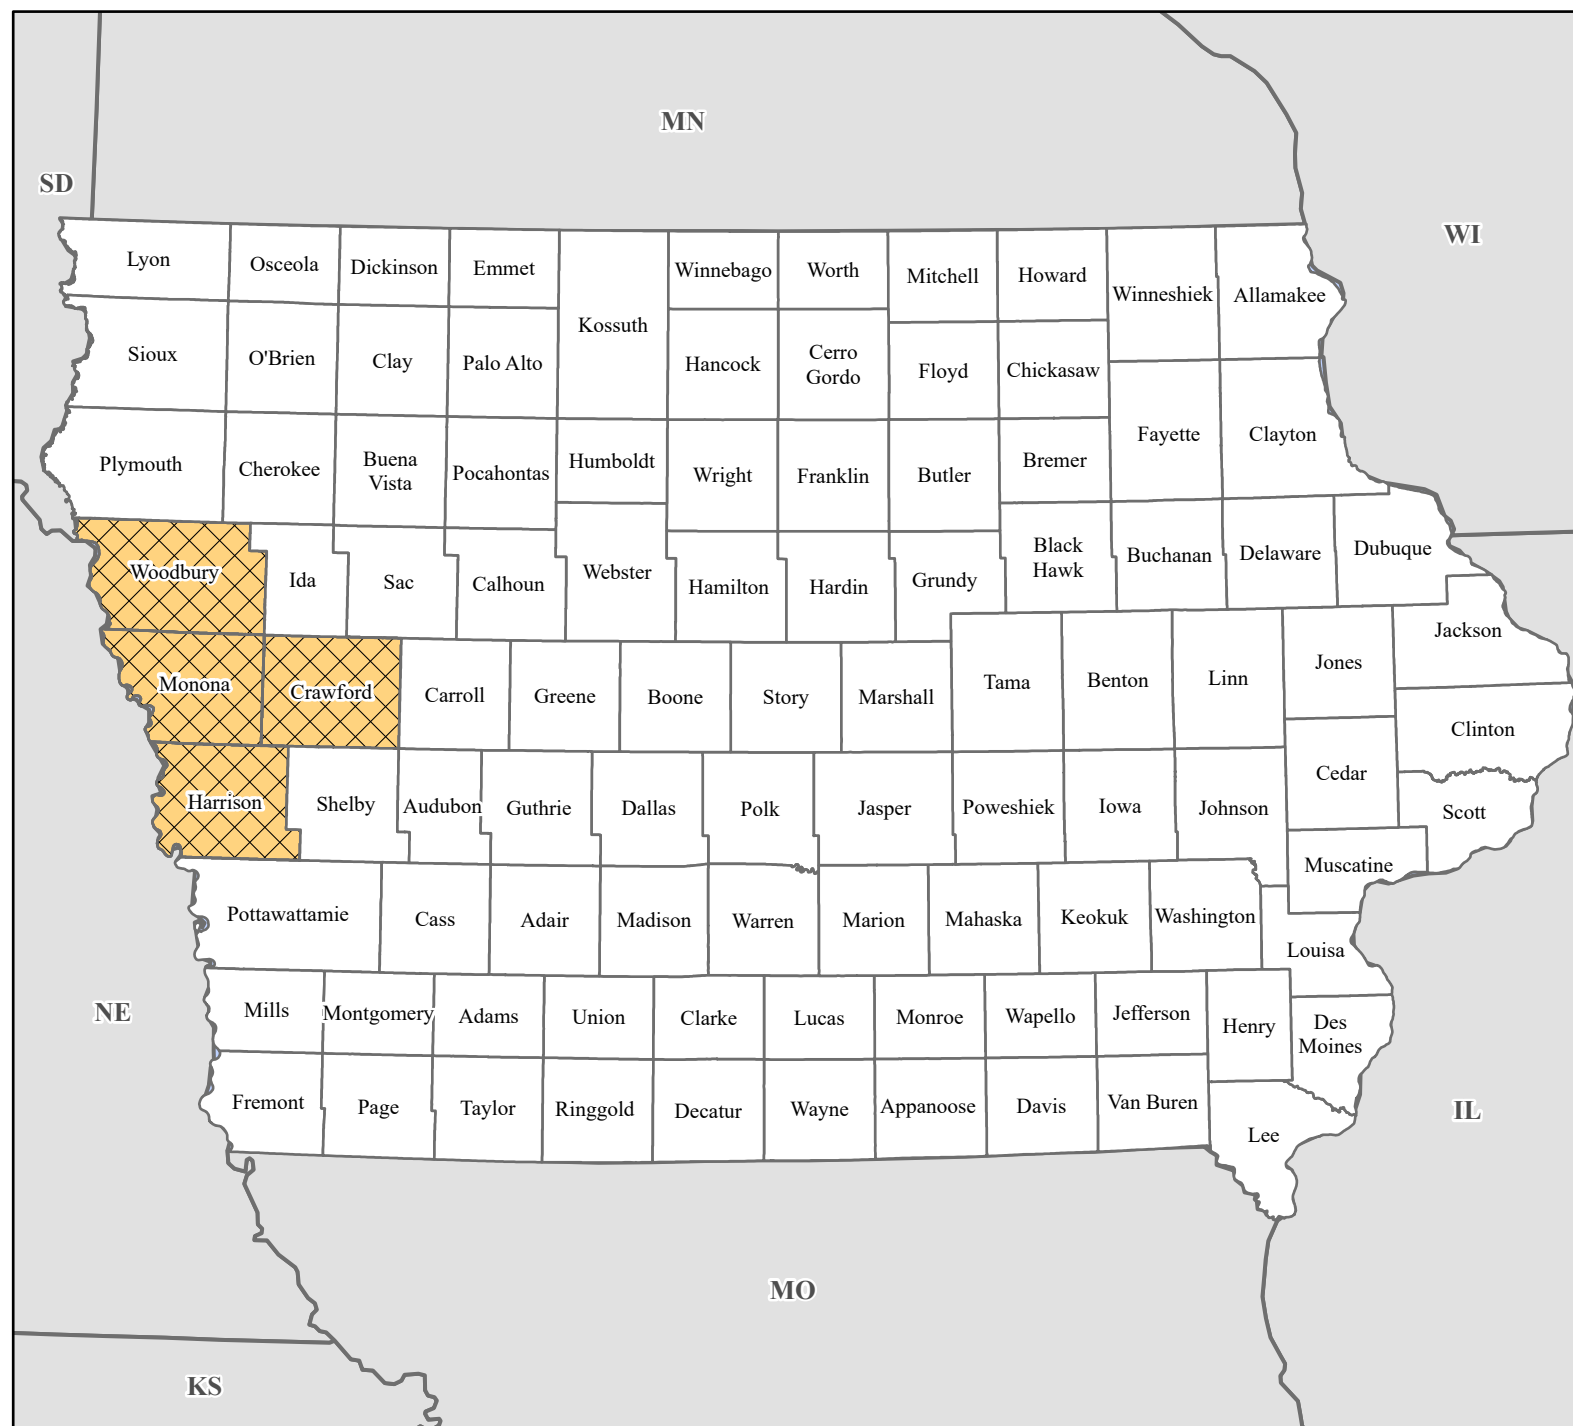 MN
SD
WI
Lyon
Osceola
Dickinson
Emmet
Kossuth
Winnebago
Worth
Mitchell
Howard
Winneshiek
Allamakee
Sioux
O'Brien
Clay
Palo Alto
Hancock
Cerro
Gordo
Floyd
Chickasaw
Fayette
Clayton
Plymouth
Cherokee
Buena
Vista
Pocahontas
Humboldt
Wright
Franklin
Butler
Bremer
Woodbury
Ida
Sac
Calhoun
Webster
Hamilton
Hardin
Grundy
Black
Hawk
Buchanan
Delaware
Dubuque
Jackson
Monona
Crawford
Carroll
Greene
Boone
Story
Marshall
Tama
Benton
Linn
Jones
Clinton
Harrison
Shelby
Audubon
Guthrie
Dallas
Polk
Jasper
Poweshiek
Iowa
Johnson
Cedar
Scott
Muscatine
Pottawattamie
Cass
Adair
Madison
Warren
Marion
Mahaska
Keokuk
Washington
Louisa
NE
Mills
Montgomery
Adams
Union
Clarke
Lucas
Monroe
Wapello
Jefferson
Henry
Des
Moines
Fremont
Page
Taylor
Ringgold
Decatur
Wayne
Appanoose
Davis
Van Buren
Lee
IL
MO
KS